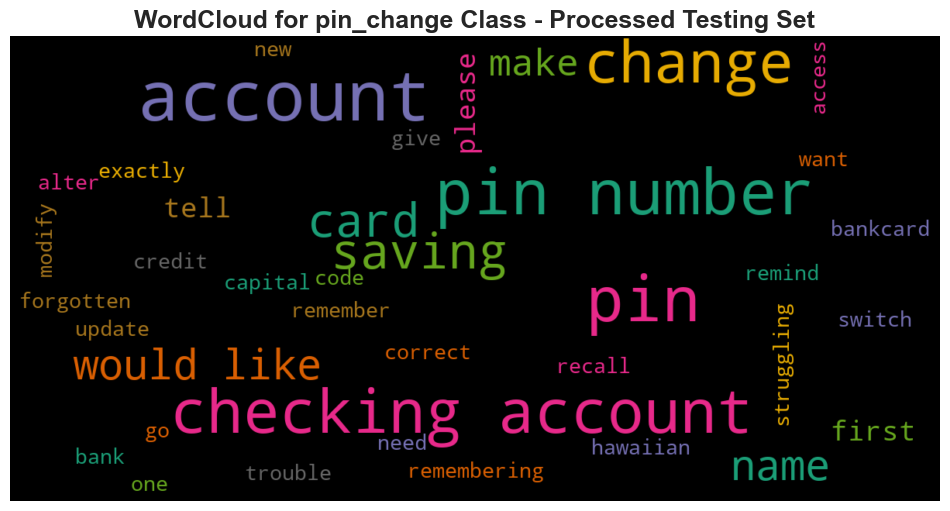 WordCloud for pin_change Class - Processed Testing Set
new
make
change
access
account
please
give
want
exactly
alter
pin number
tell
card
modify
saving
bankcard
credit
capital
code
remind
forgotten
remember
pin
switch
update
struggling
would like
correct
recall
checking account
go
need
hawaiian
first
bank
trouble
remembering
name
one